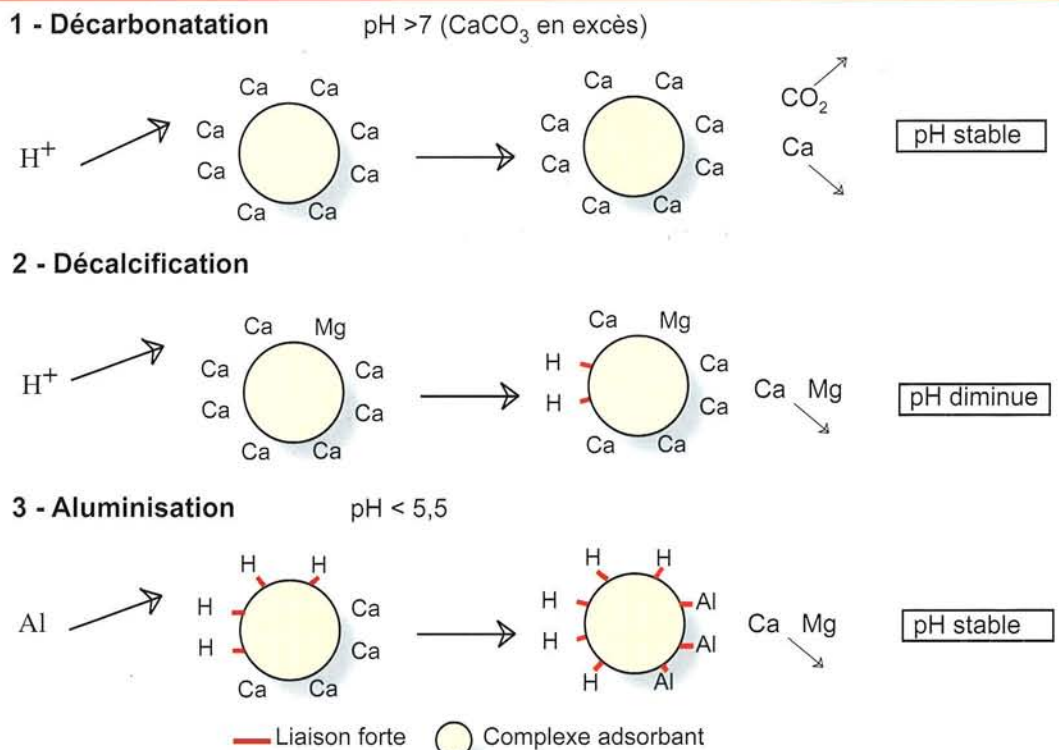 1 - Décarbonatation pH >7 (CaCO₃ en excès)
Ca Ca Ca Ca
Ca Ca Ca Ca CO₂
H⁺ Ca pH stable
Ca Ca Ca Ca
Ca Ca Ca Ca
2 - Décalcification
Ca Mg Ca Mg
H⁺ Ca Ca H Ca
Ca Ca H Ca Ca Mg pH diminue
Ca Ca Ca Ca
3 - Aluminisation pH < 5,5
H H H H
H Ca H Al
Al H Ca H Al Ca Mg pH stable
Ca Ca H Al
Liaison forte Complexe adsorbant